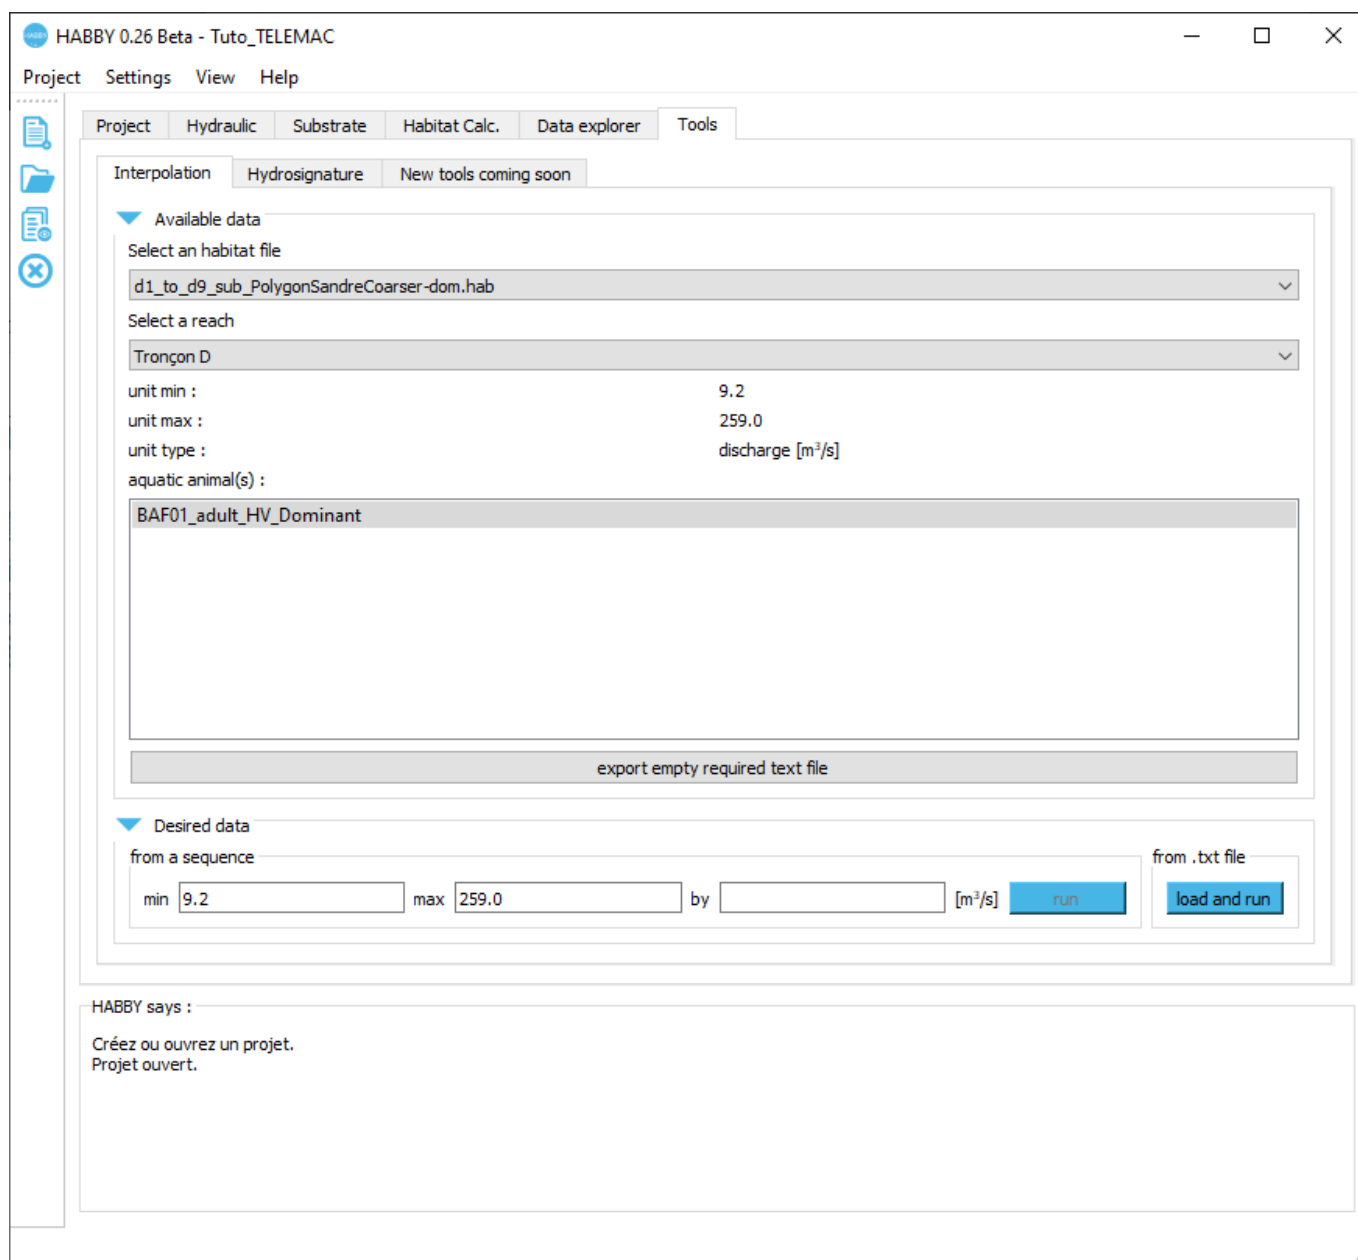 HABBY 0.26 Beta - Tuto_TELEMAC
Project Settings View Help
Project Hydraulic Substrate Habitat Calc. Data explorer Tools
Interpolation Hydrosignature New tools coming soon
Available data
Select an habitat file
d1_to_d9_sub_PolygonSandreCoarser-dom.hab
Select a reach
Tronçon D
unit min : 9.2
unit max : 259.0
unit type : discharge [m³/s]
aquatic animal(s) :
BAF01_adult_HV_Dominant
export empty required text file
Desired data
from a sequence from .txt file
min 9.2 max 259.0 by [m³/s] run load and run
HABBY says :
Créez ou ouvrez un projet.
Projet ouvert.